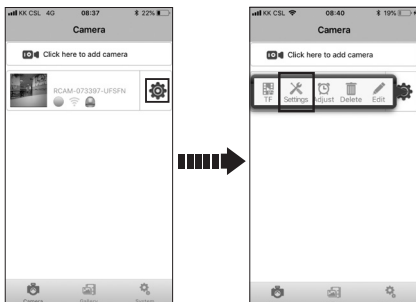 KK CSL 4G 08:37 22%
Camera
Click here to add camera
RCAM-073397-UFSFN
Camera Gallery System
KK CSL 08:40 19%
Camera
Click here to add camera
TF Settings Adjust Delete Edit